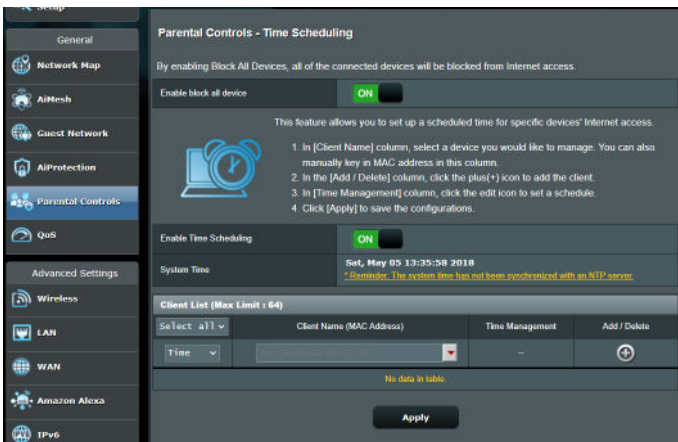 Setup
General
Network Map
AiMesh
Guest Network
AiProtection
Parental Controls
QoS
Advanced Settings
Wireless
LAN
WAN
Amazon Alexa
IPv6
Parental Controls - Time Scheduling
By enabling Block All Devices, all of the connected devices will be blocked from Internet access.
Enable block all device
ON
This feature allows you to set up a scheduled time for specific devices' Internet access.
1. In [Client Name] column, select a device you would like to manage. You can also
manually key in MAC address in this column.
2. In the [Add / Delete] column, click the plus(+) icon to add the client.
3. In [Time Management] column, click the edit icon to set a schedule.
4. Click [Apply] to save the configurations.
Enable Time Scheduling
ON
System Time
Sat, May 05 13:35:58 2018
* Reminder: The system time has not been synchronized with an NTP server.
Client List (Max Limit : 64)
Select all
Client Name (MAC Address)
Time Management
Add / Delete
Time
-
No data in table.
Apply